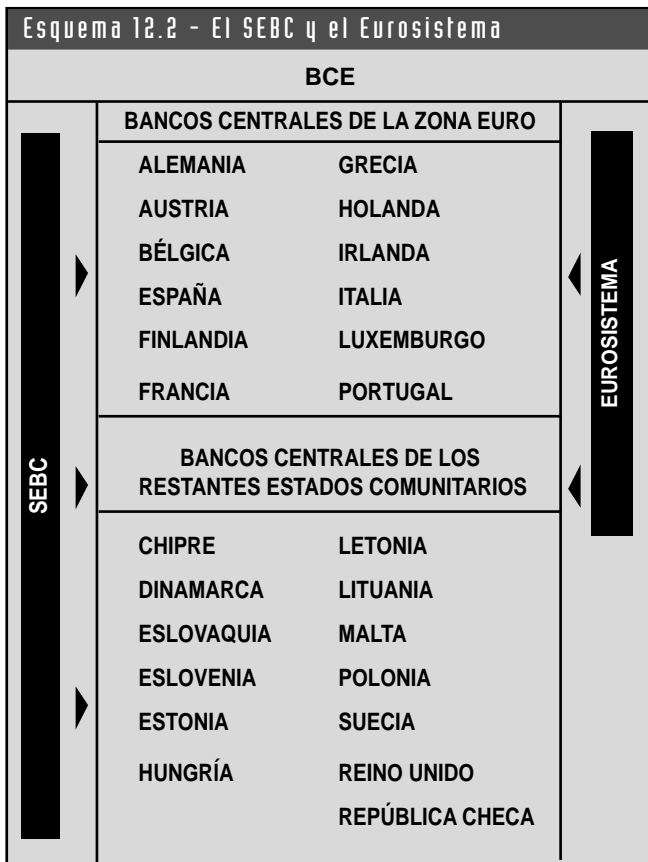 Esquema 12.2 - El SEBC y el Eurosistema
BCE
BANCOS CENTRALES DE LA ZONA EURO
ALEMANIA GRECIA
AUSTRIA HOLANDA
BÉLGICA IRLANDA
ESPAÑA ITALIA
FINLANDIA LUXEMBURGO
FRANCIA PORTUGAL
BANCOS CENTRALES DE LOS
RESTANTES ESTADOS COMUNITARIOS
CHIPRE LETONIA
DINAMARCA LITUANIA
ESLOVAQUIA MALTA
ESLOVENIA POLONIA
ESTONIA SUECIA
HUNGRÍA REINO UNIDO
REPÚBLICA CHECA
SEBC
EUROSISTEMA